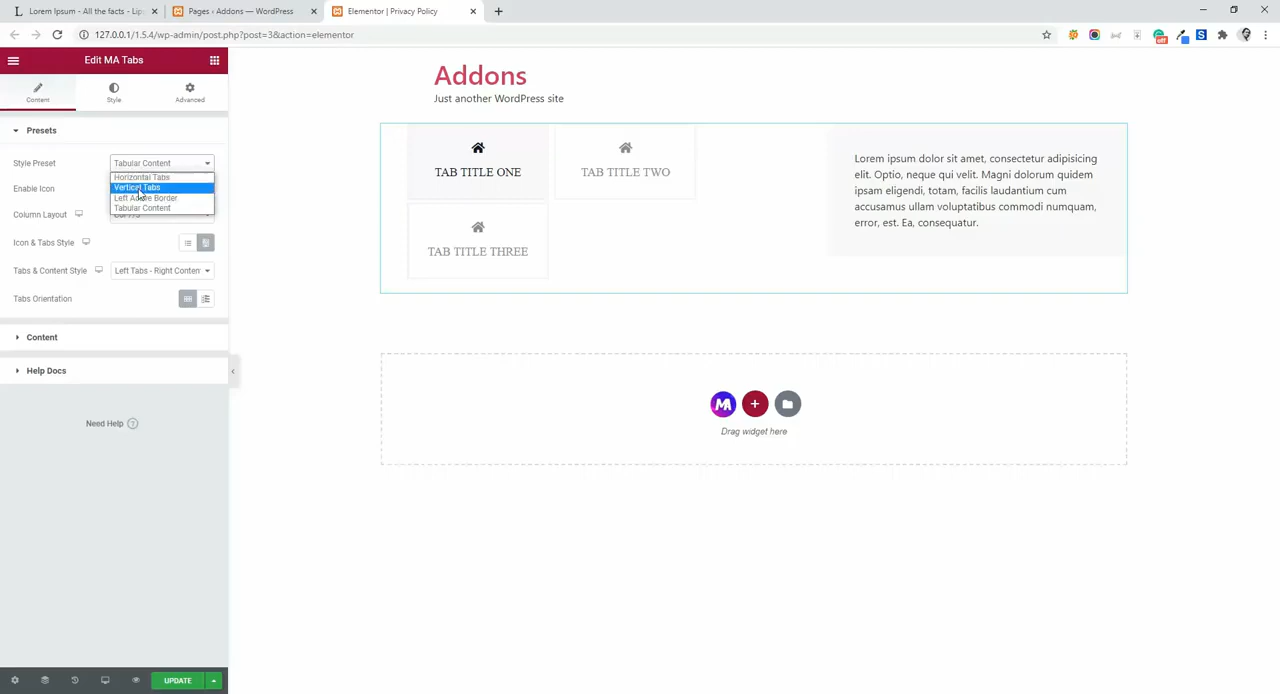 Lorem Ipsum - All the facts - Lip
Pages ‹ Addons — WordPress
Elementor | Privacy Policy
127.0.0.1/1.5.4/wp-admin/post.php?post=3&action=elementor
off
Edit MA Tabs
Content
Style
Advanced
Presets
Style Preset
Tabular Content
Horizontal Tabs
Vertical Tabs
Left Active Border
Tabular Content
Enable Icon
Column Layout
Icon & Tabs Style
Tabs & Content Style
Left Tabs - Right Conten
Tabs Orientation
Content
Help Docs
Need Help ?
UPDATE
Addons
Just another WordPress site
TAB TITLE ONE
TAB TITLE TWO
TAB TITLE THREE
Lorem ipsum dolor sit amet, consectetur adipisicing
elit. Optio, neque qui velit. Magni dolorum quidem
ipsam eligendi, totam, facilis laudantium cum
accusamus ullam voluptatibus commodi numquam,
error, est. Ea, consequatur.
Drag widget here